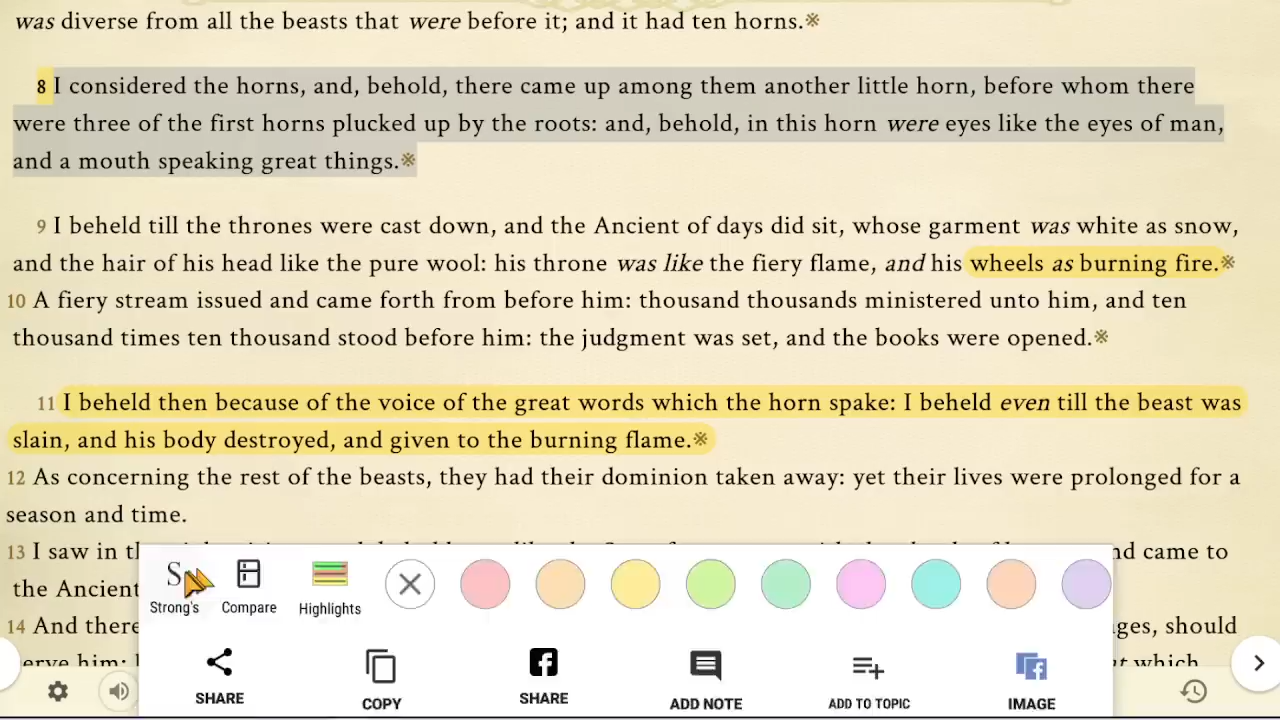 was diverse from all the beasts that were before it; and it had ten horns.※
8 I considered the horns, and, behold, there came up among them another little horn, before whom there
were three of the first horns plucked up by the roots: and, behold, in this horn were eyes like the eyes of man,
and a mouth speaking great things.※
9 I beheld till the thrones were cast down, and the Ancient of days did sit, whose garment was white as snow,
and the hair of his head like the pure wool: his throne was like the fiery flame, and his wheels as burning fire.※
10 A fiery stream issued and came forth from before him: thousand thousands ministered unto him, and ten
thousand times ten thousand stood before him: the judgment was set, and the books were opened.※
11 I beheld then because of the voice of the great words which the horn spake: I beheld even till the beast was
slain, and his body destroyed, and given to the burning flame.※
12 As concerning the rest of the beasts, they had their dominion taken away: yet their lives were prolonged for a
season and time.
13 I saw in came to
the Ancient
14 And there should
him: which
Strong's Compare Highlights
SHARE COPY SHARE ADD NOTE ADD TO TOPIC IMAGE